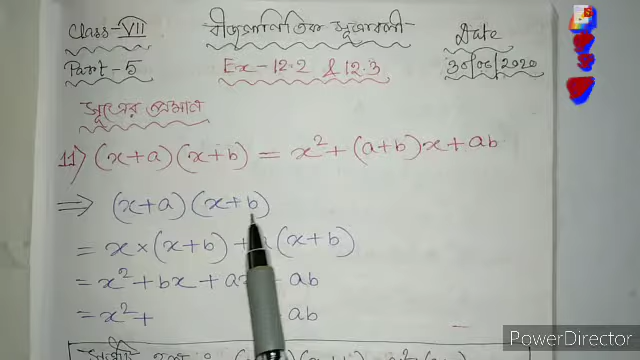 Class-VII বীজগাণিতিক সূত্রাবলী Date
Part-5 Ex-12.2 & 12.3 30/06/2020
সূত্রের প্রমাণ
11) (x+a)(x+b) = x²+(a+b)x+ab
⇒ (x+a)(x+b)
= x×(x+b)+ (x+b)
= x²+bx+a ab
= x²+ ab
PowerDirector